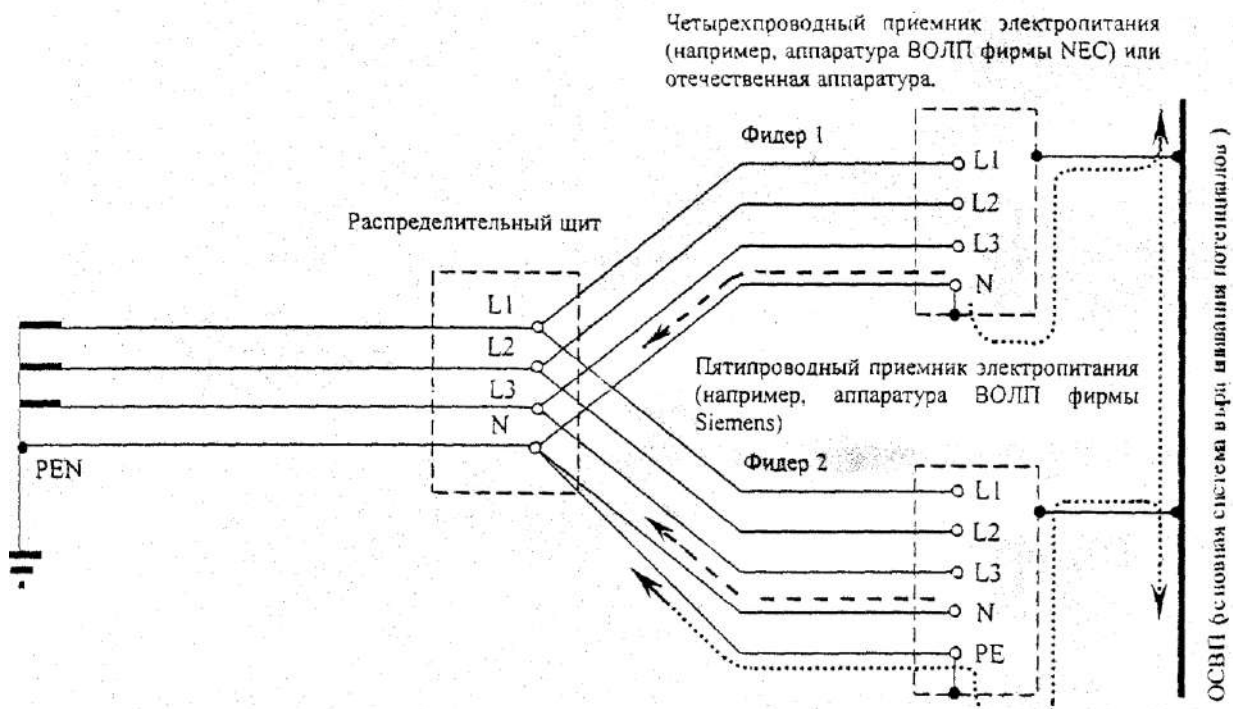 Четырехпроводный приемник электропитания
(например, аппаратура ВОЛП фирмы NEC) или
отечественная аппаратура.
Фидер 1
L1
L2
L3
N
Распределительный щит
L1
L2
L3
N
PEN
Пятипроводный приемник электропитания
(например, аппаратура ВОЛП фирмы
Siemens)
Фидер 2
L1
L2
L3
N
PE
ОСВП (основная система выравнивания потенциалов)